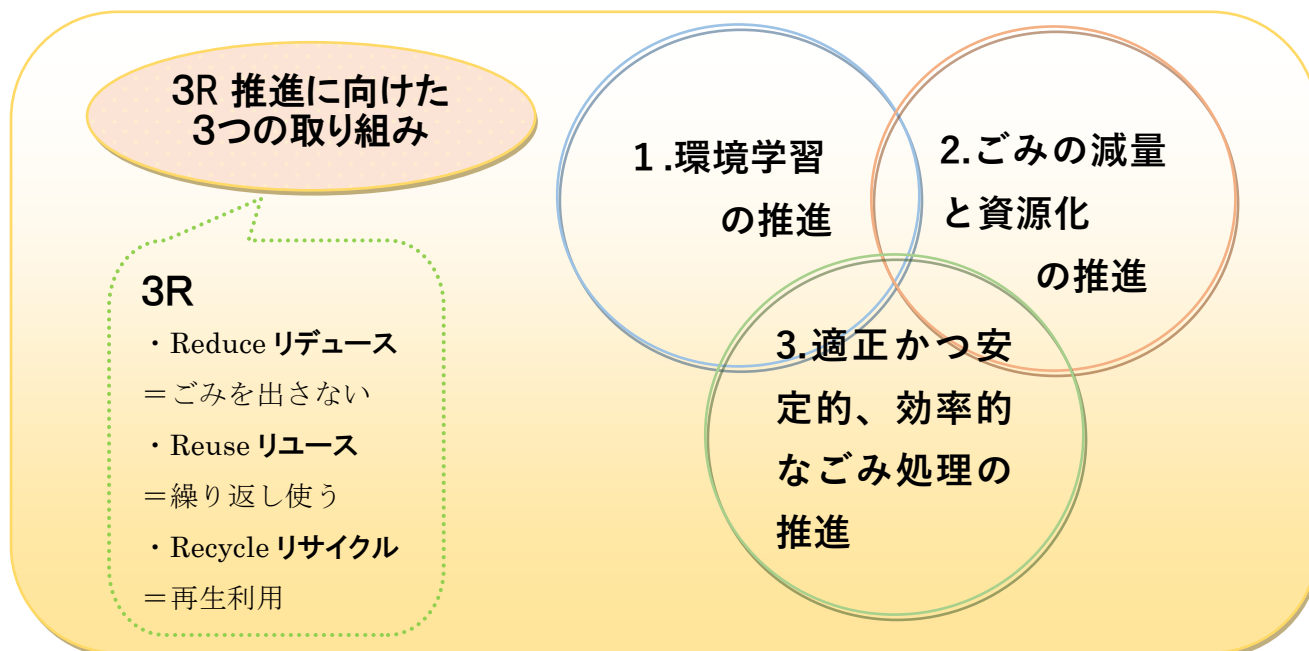 3R 推進に向けた
3つの取り組み
3R
・Reduce リデュース
＝ごみを出さない
・Reuse リユース
＝繰り返し使う
・Recycle リサイクル
＝再生利用
１.環境学習
の推進
2.ごみの減量
と資源化
の推進
3.適正かつ安
定的、効率的
なごみ処理の
推進